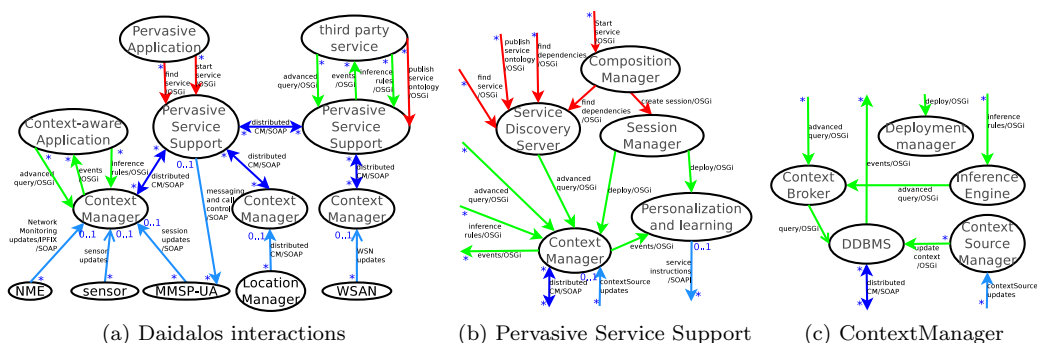 Pervasive
Application
third party
service
*
*
find
service
/OSGi
start
service
/OSGi
advanced
query/OSGi
events
/OSGi
inference
rules
/OSGi
publish
service
ontology
/OSGi
Context-aware
Application
Pervasive
Service
Support
distributed
CM/SOAP
Pervasive Service
Support
0..1
advanced
query/OSGi
events
/OSGi
inference
rules/OSGi
distributed
CM/SOAP
distributed
CM/SOAP
distributed
CM/SOAP
messaging
and call
control
/SOAP
Context
Manager
Context
Manager
Context
Manager
Network
Monitoring
updates/IPFIX
/SOAP
0..1
0..1
0..1
0..1
0..1
sensor
updates
session
updates
/SOAP
distributed
CM/SOAP
WSN
updates
NME
sensor
MMSP-UA
Location
Manager
WSAN
(a) Daidalos interactions
Start
service
/OSGi
publish
service
ontology
/OSGi
find
dependencies
/OSGi
find
service
/OSGi
Composition
Manager
find
dependencies
/OSGi
create session/OSGi
Service
Discovery
Server
Session
Manager
advanced
query/OSGi
advanced
query/OSGi
deploy/OSGi
deploy/OSGi
inference
rules/OSGi
events/OSGi
Context
Manager
events/OSGi
Personalization
and learning
0..1
0..1
distributed
CM/SOAP
contextSource
updates
service
instructions
/SOAPI
(b) Pervasive Service Support
advanced
query/OSGi
deploy/OSGi
Deployment
manager
inference
rules/OSGi
events/OSGi
Context
Broker
advanced
query/OSGi
Inference
Engine
query/OSGi
DDBMS
update
context/OSGi
Context
Source
Manager
distributed
CM/SOAP
contextSource
updates
(c) ContextManager